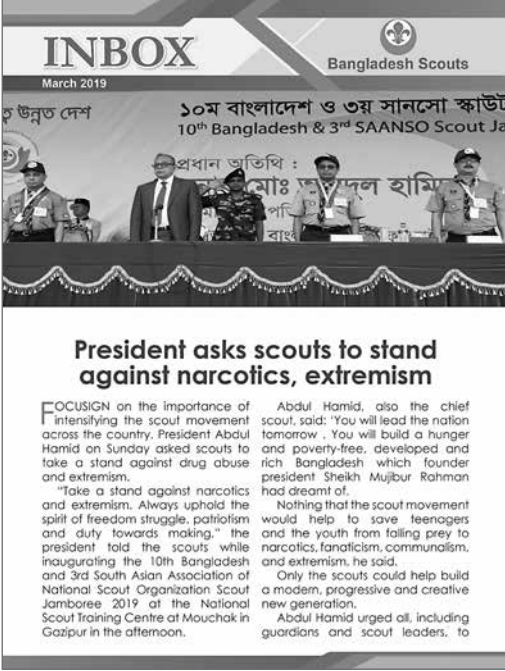 INBOX
Bangladesh Scouts
March 2019
উন্নত দেশ
১০ম বাংলাদেশ ও ৩য় সানসো স্কাউট
10th Bangladesh & 3rd SAANSO Scout Ja
প্রধান অতিথি :
মোঃ হামিদ
President asks scouts to stand
against narcotics, extremism
FOCUSIGN on the importance of
intensifying the scout movement
across the country, President Abdul
Hamid on Sunday asked scouts to
take a stand against drug abuse
and extremism.
"Take a stand against narcotics
and extremism. Always uphold the
spirit of freedom struggle, patriotism
and duty towards making," the
president told the scouts while
inaugurating the 10th Bangladesh
and 3rd South Asian Association of
National Scout Organization Scout
Jamboree 2019 at the National
Scout Training Centre at Mouchak in
Gazipur in the afternoon.
Abdul Hamid, also the chief
scout, said: 'You will lead the nation
tomorrow . You will build a hunger
and poverty-free, developed and
rich Bangladesh which founder
president Sheikh Mujibur Rahman
had dreamt of.
Nothing that the scout movement
would help to save teenagers
and the youth from falling prey to
narcotics, fanaticism, communalism,
and extremism, he said.
Only the scouts could help build
a modern, progressive and creative
new generation.
Abdul Hamid urged all, including
guardians and scout leaders, to